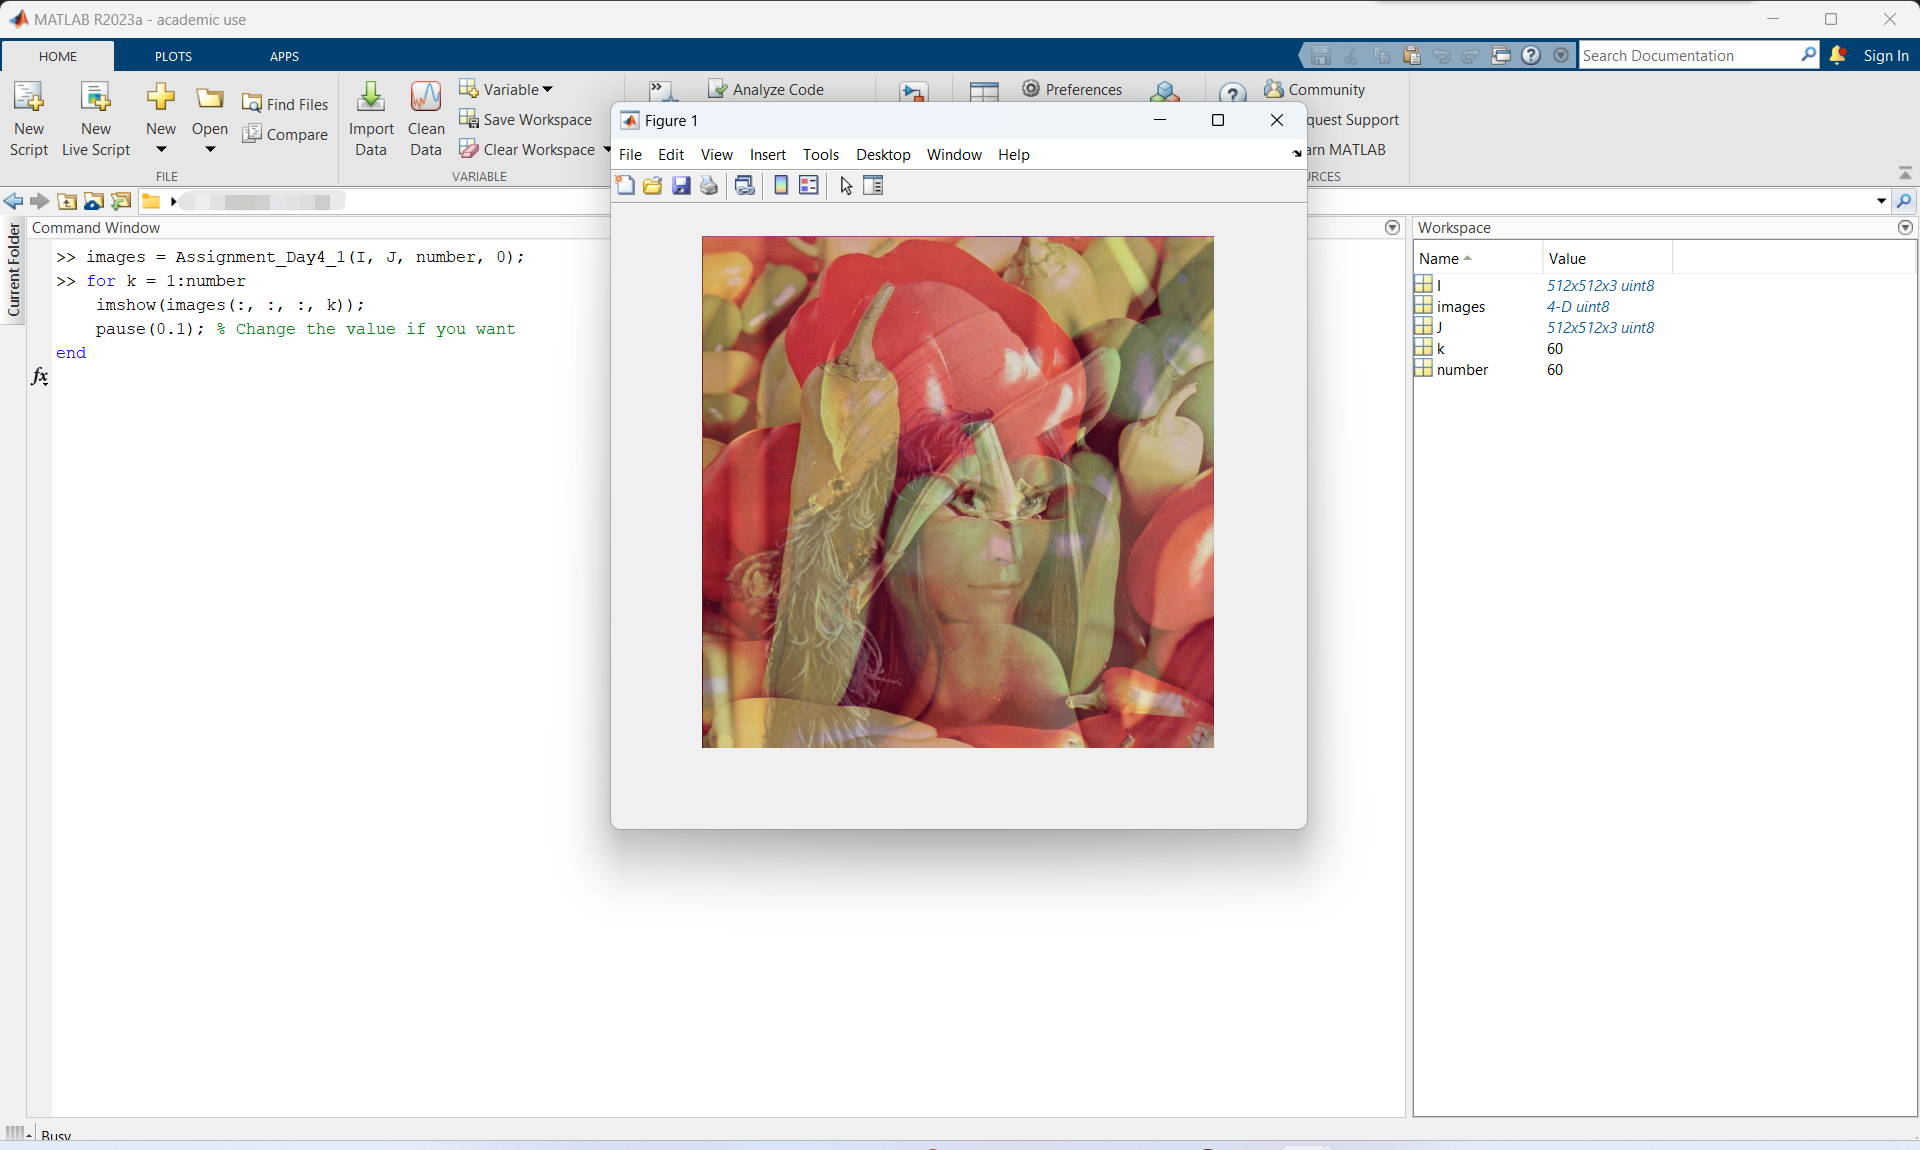 MATLAB R2023a - academic use
HOME PLOTS APPS
Search Documentation
Sign In
New Script
New Live Script
New
Open
Find Files
Compare
Import Data
Clean Data
Variable
Save Workspace
Clear Workspace
Analyze Code
Preferences
Community
quest Support
arn MATLAB
FILE
VARIABLE
URCES
Figure 1
File Edit View Insert Tools Desktop Window Help
Current Folder
Command Window
>> images = Assignment_Day4_1(I, J, number, 0);
>> for k = 1:number
imshow(images(:, :, :, k));
pause(0.1); % Change the value if you want
end
fx
Workspace
Name Value
I 512x512x3 uint8
images 4-D uint8
J 512x512x3 uint8
k 60
number 60
Busy